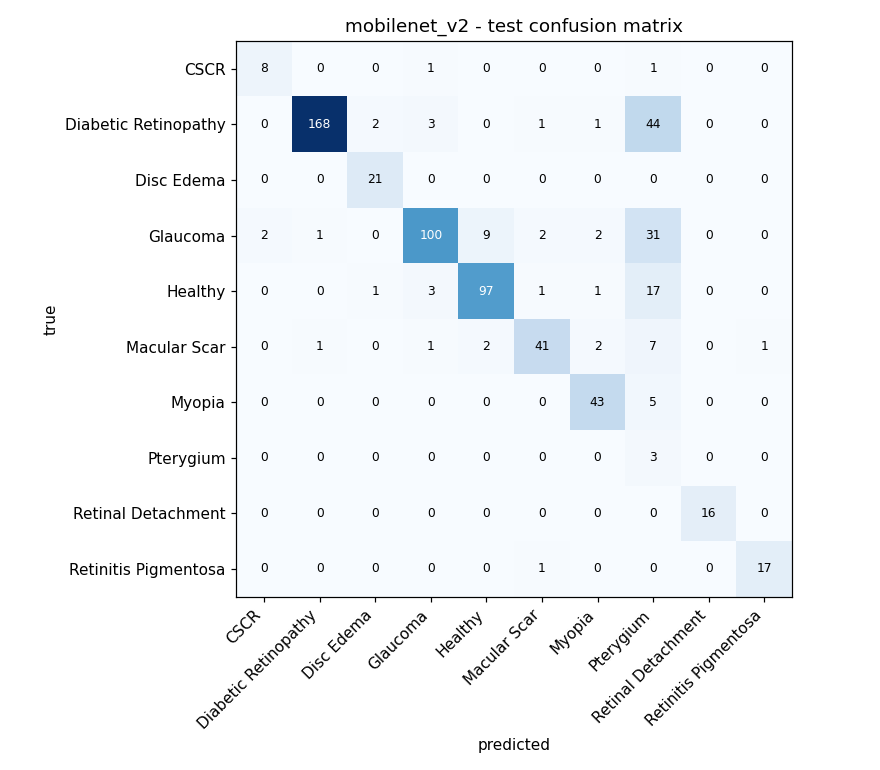 mobilenet_v2 - test confusion matrix
true
CSCR 8 0 0 1 0 0 0 1 0 0
Diabetic Retinopathy 0 168 2 3 0 1 1 44 0 0
Disc Edema 0 0 21 0 0 0 0 0 0 0
Glaucoma 2 1 0 100 9 2 2 31 0 0
Healthy 0 0 1 3 97 1 1 17 0 0
Macular Scar 0 1 0 1 2 41 2 7 0 1
Myopia 0 0 0 0 0 0 43 5 0 0
Pterygium 0 0 0 0 0 0 0 3 0 0
Retinal Detachment 0 0 0 0 0 0 0 0 16 0
Retinitis Pigmentosa 0 0 0 0 0 1 0 0 0 17
CSCR
Diabetic Retinopathy
Disc Edema
Glaucoma
Healthy
Macular Scar
Myopia
Pterygium
Retinal Detachment
Retinitis Pigmentosa
predicted